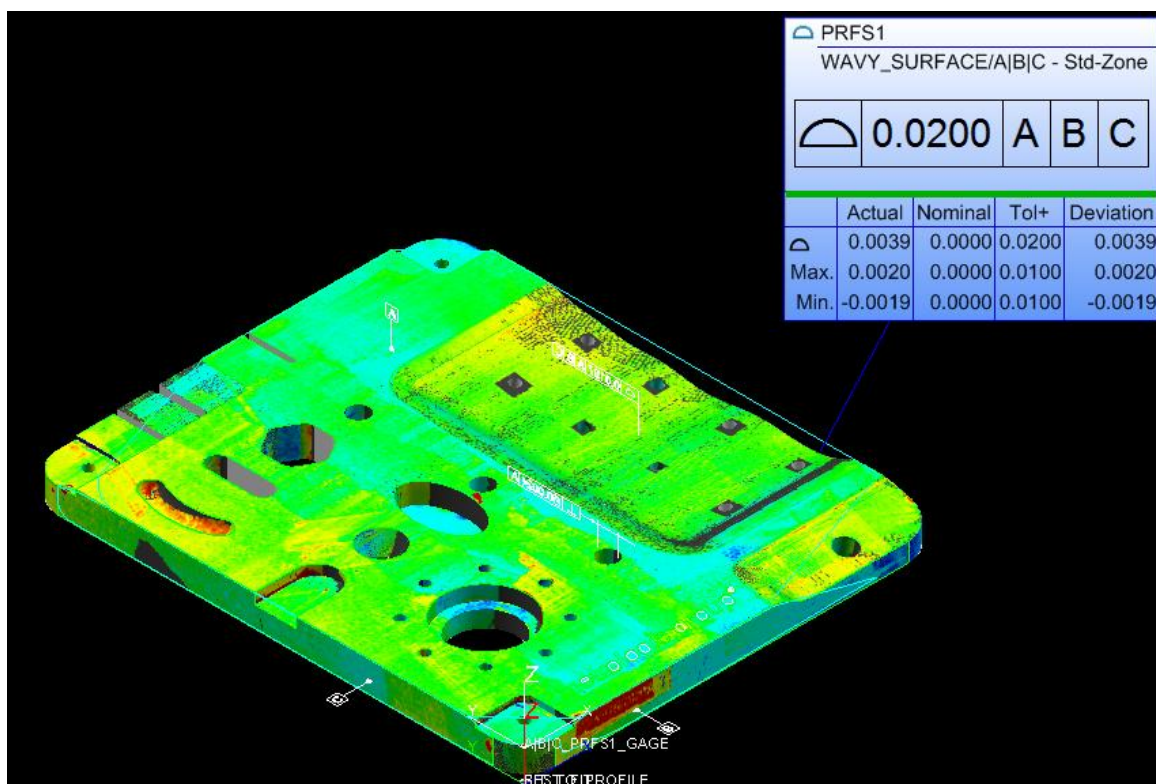 PRFS1
WAVY_SURFACE/A|B|C - Std-Zone
⌓ 0.0200 A B C
Actual Nominal Tol+ Deviation
⌓ 0.0039 0.0000 0.0200 0.0039
Max. 0.0020 0.0000 0.0100 0.0020
Min. -0.0019 0.0000 0.0100 -0.0019
A
Z
Z
Y X
Y
A|B|C_PRFS1_GAGE